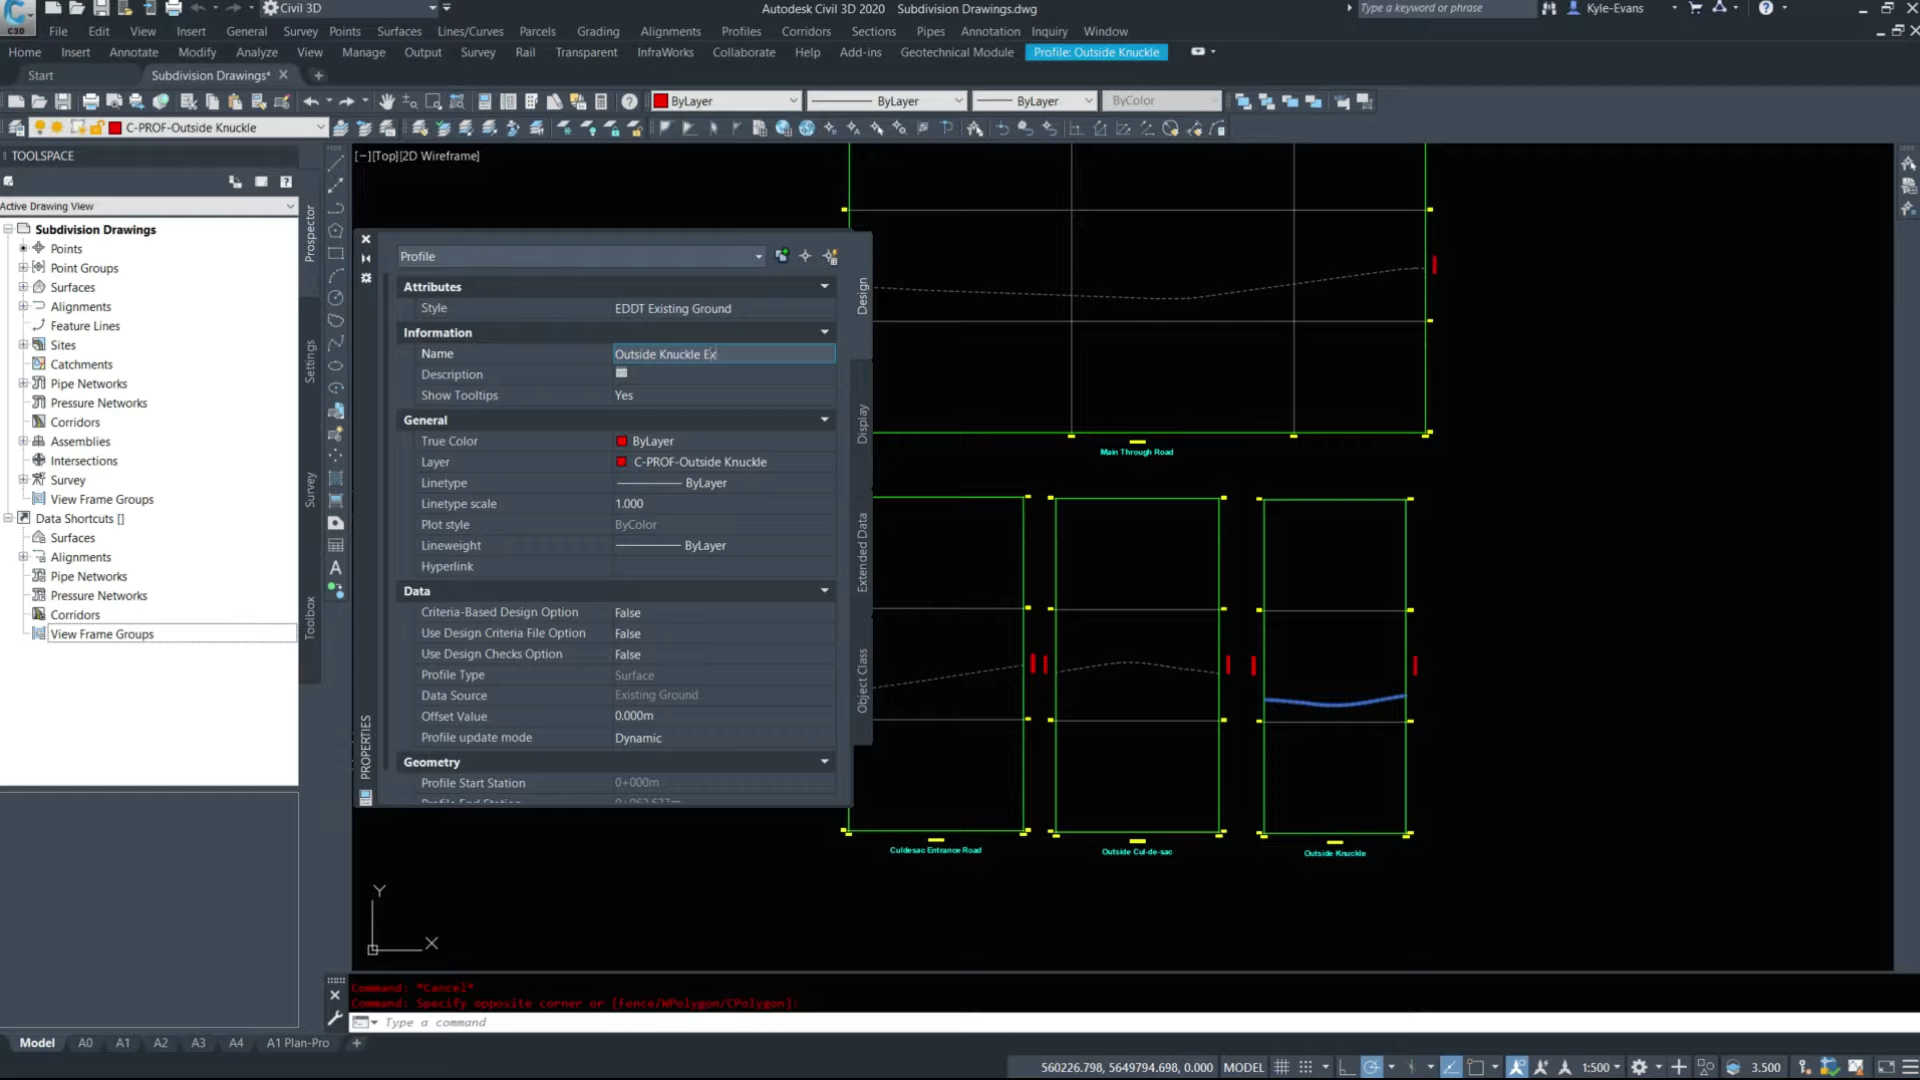 Civil 3D
Autodesk Civil 3D 2020 Subdivision Drawings.dwg
Type a keyword or phrase
Kyle-Evans
C3D
File Edit View Insert General Survey Points Surfaces Lines/Curves Parcels Grading Alignments Profiles Corridors Sections Pipes Annotation Inquiry Window
Home Insert Annotate Modify Analyze View Manage Output Survey Rail Transparent InfraWorks Collaborate Help Add-ins Geotechnical Module Profile: Outside Knuckle
Start
Subdivision Drawings*
ByLayer
ByLayer
ByLayer
ByColor
C-PROF-Outside Knuckle
TOOLSPACE
[−][Top][2D Wireframe]
Active Drawing View
Subdivision Drawings
Points
Point Groups
Surfaces
Alignments
Feature Lines
Sites
Catchments
Pipe Networks
Pressure Networks
Corridors
Assemblies
Intersections
Survey
View Frame Groups
Data Shortcuts []
Surfaces
Alignments
Pipe Networks
Pressure Networks
Corridors
View Frame Groups
Prospector
Settings
Survey
Toolbox
Profile
Attributes
Style EDDT Existing Ground
Information
Name Outside Knuckle Ex
Description
Show Tooltips Yes
General
True Color ByLayer
Layer C-PROF-Outside Knuckle
Linetype ByLayer
Linetype scale 1.000
Plot style ByColor
Lineweight ByLayer
Hyperlink
Data
Criteria-Based Design Option False
Use Design Criteria File Option False
Use Design Checks Option False
Profile Type Surface
Data Source Existing Ground
Offset Value 0.000m
Profile update mode Dynamic
Geometry
Profile Start Station 0+000m
PROPERTIES
Design
Display
Extended Data
Object Class
Main Through Road
Culdesac Entrance Road
Outside Cul-de-sac
Outside Knuckle
Y
X
Command: *Cancel*
Command: Specify opposite corner or [Fence/WPolygon/CPolygon]:
Type a command
Model A0 A1 A2 A3 A4 A1 Plan-Pro +
560226.798, 5649794.698, 0.000 MODEL 1:500 3.500